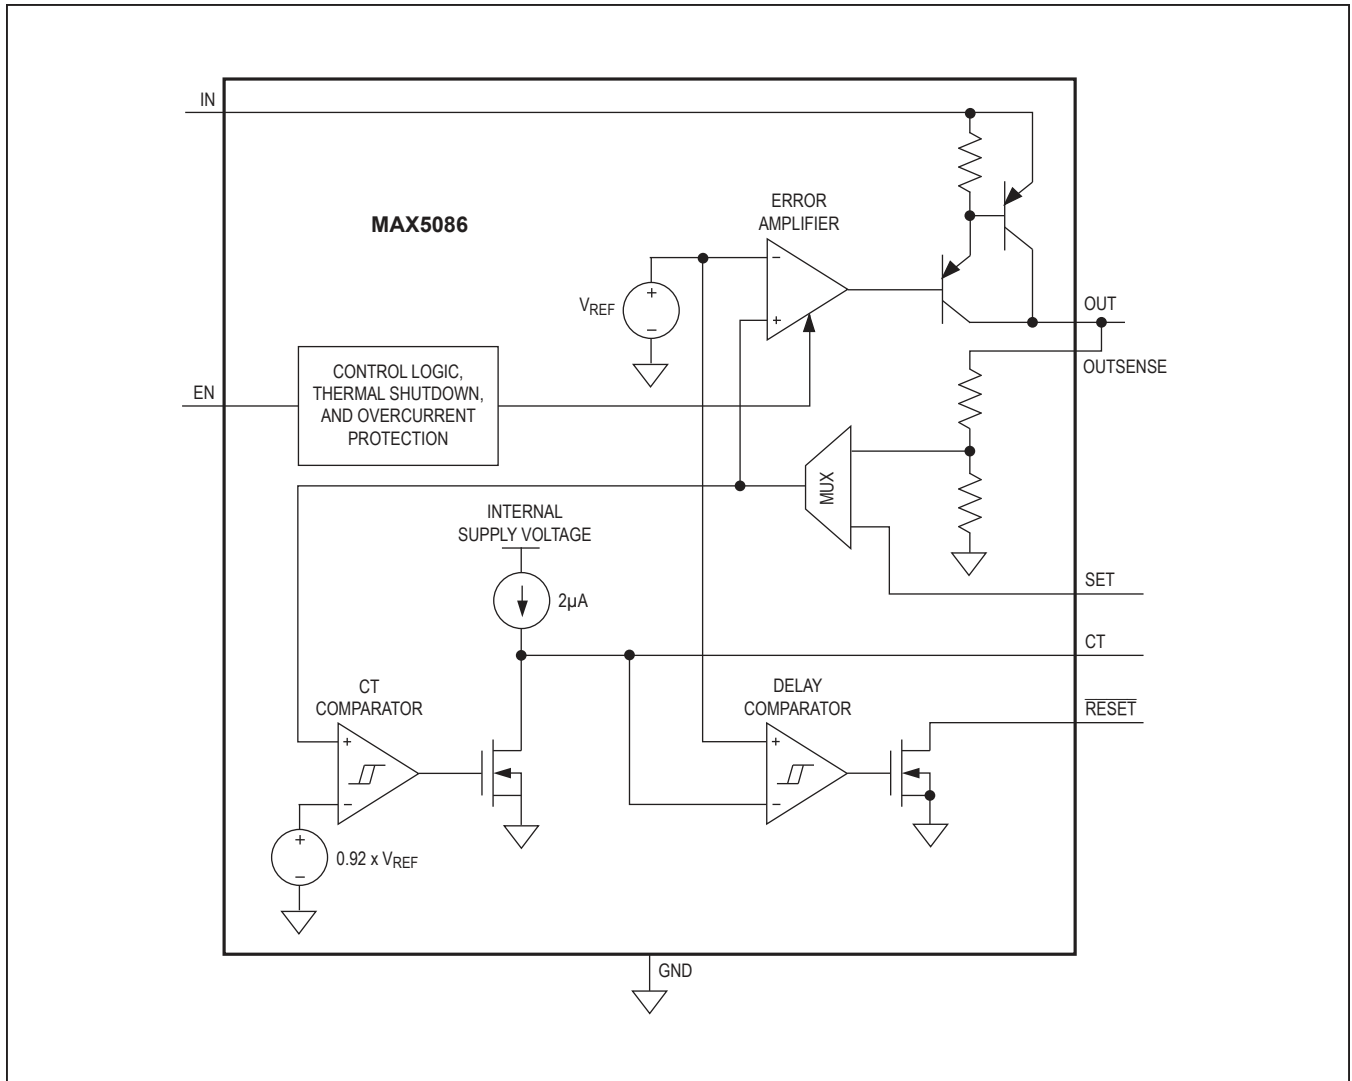 IN
MAX5086
ERROR
AMPLIFIER
−
+
VREF
+
−
OUT
OUTSENSE
EN
CONTROL LOGIC,
THERMAL SHUTDOWN,
AND OVERCURRENT
PROTECTION
MUX
INTERNAL
SUPPLY VOLTAGE
2µA
SET
CT
CT
COMPARATOR
+
−
DELAY
COMPARATOR
+
−
RESET
+
−
0.92 x VREF
GND